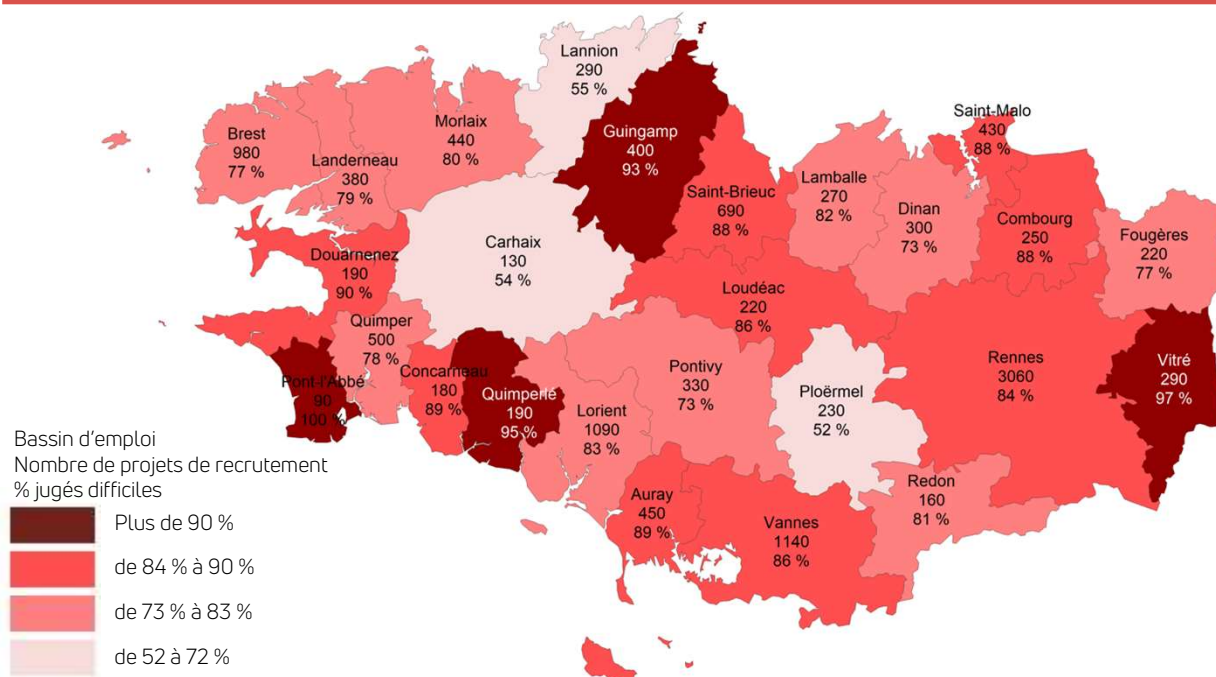 Lannion
290
55 %
Guingamp
400
93 %
Saint-Malo
430
88 %
Brest
980
77 %
Morlaix
440
80 %
Landerneau
380
79 %
Saint-Brieuc
690
88 %
Lamballe
270
82 %
Dinan
300
73 %
Combourg
250
88 %
Fougères
220
77 %
Carhaix
130
54 %
Douarnenez
190
90 %
Loudéac
220
86 %
Quimper
500
78 %
Pont-l'Abbé
90
100 %
Concarneau
180
89 %
Quimperlé
190
95 %
Lorient
1090
83 %
Pontivy
330
73 %
Ploërmel
230
52 %
Rennes
3060
84 %
Vitré
290
97 %
Auray
450
89 %
Vannes
1140
86 %
Redon
160
81 %
Bassin d'emploi
Nombre de projets de recrutement
% jugés difficiles
Plus de 90 %
de 84 % à 90 %
de 73 % à 83 %
de 52 à 72 %